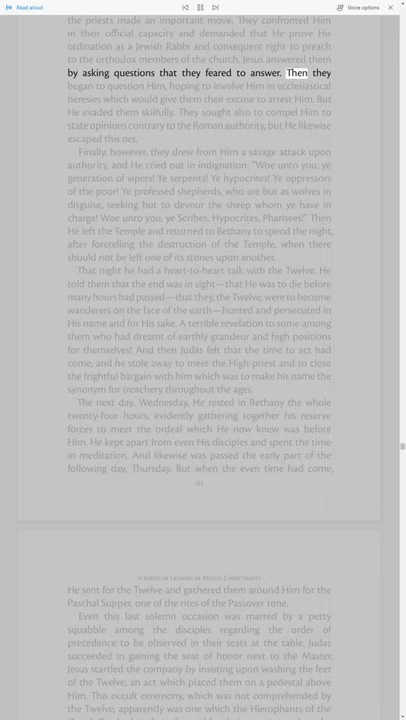 Read aloud
Voice options
the priests made an important move. They confronted Him
in their official capacity and demanded that He prove His
ordination as a Jewish Rabbi and consequent right to preach
to the orthodox members of the church. Jesus answered them
by asking questions that they feared to answer. Then they
began to question Him, hoping to involve Him in ecclesiastical
heresies which would give them their excuse to arrest Him. But
He evaded them skilfully. They sought also to compel Him to
state opinions contrary to the Roman authority, but He likewise
escaped this net.
Finally, however, they drew from Him a savage attack upon
authority, and He cried out in indignation: "Woe unto you, ye
generation of vipers! Ye serpents! Ye hypocrites! Ye oppressors
of the poor! Ye professed shepherds, who are but as wolves in
disguise, seeking but to devour the sheep whom ye have in
charge! Woe unto you, ye Scribes, Hypocrites, Pharisees!" Then
He left the Temple and returned to Bethany to spend the night,
after foretelling the destruction of the Temple, when there
should not be left one of its stones upon another.
That night he had a heart-to-heart talk with the Twelve. He
told them that the end was in sight—that He was to die before
many hours had passed—that they, the Twelve, were to become
wanderers on the face of the earth—hunted and persecuted in
His name and for His sake. A terrible revelation to some among
them who had dreamt of earthly grandeur and high positions
for themselves! And then Judas felt that the time to act had
come, and he stole away to meet the High-priest and to close
the frightful bargain with him which was to make his name the
synonym for treachery throughout the ages.
The next day, Wednesday, He rested in Bethany the whole
twenty-four hours, evidently gathering together his reserve
forces to meet the ordeal which He now knew was before
Him. He kept apart from even His disciples and spent the time
in meditation. And likewise was passed the early part of the
following day, Thursday. But when the even time had come,
A Series of Lessons in Mystic Christianity
He sent for the Twelve and gathered them around Him for the
Paschal Supper, one of the rites of the Passover time.
Even this last solemn occasion was marred by a petty
squabble among the disciples regarding the order of
precedence to be observed in their seats at the table. Judas
succeeded in gaining the seat of honor next to the Master.
Jesus startled the company by insisting upon washing the feet
of the Twelve, an act which placed them on a pedestal above
Him. This occult ceremony, which was not comprehended by
the Twelve, apparently was one which the Hierophants of the